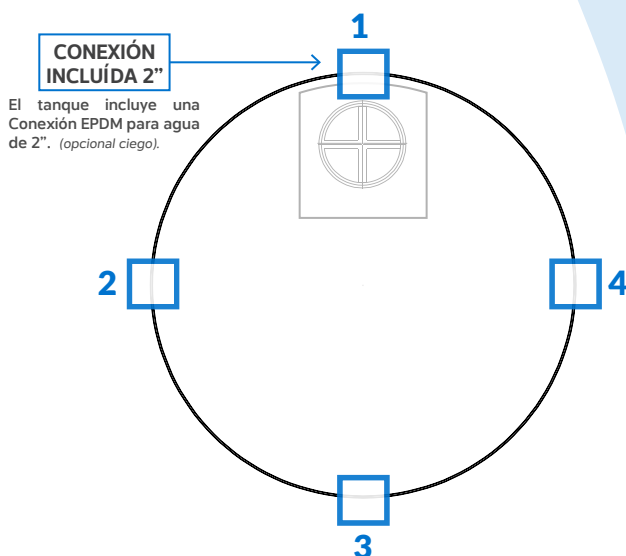 1
CONEXIÓN
INCLUÍDA 2”
El tanque incluye una
Conexión EPDM para agua
de 2”. (opcional ciego).
2
4
3